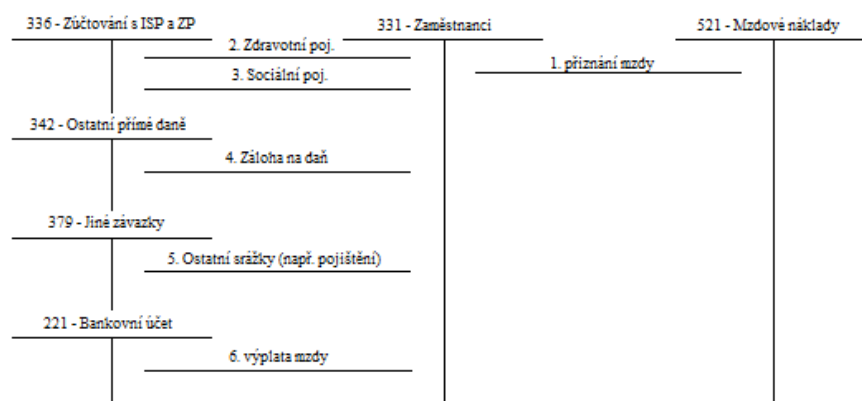 336 - Zúčtování s ISP a ZP
331 - Zaměstnanci
521 - Mzdové náklady
2. Zdravotní poj.
1. přiznání mzdy
3. Sociální poj.
342 - Ostatní přímé daně
4. Záloha na daň
379 - Jiné závazky
5. Ostatní srážky (např. pojištění)
221 - Bankovní účet
6. výplata mzdy